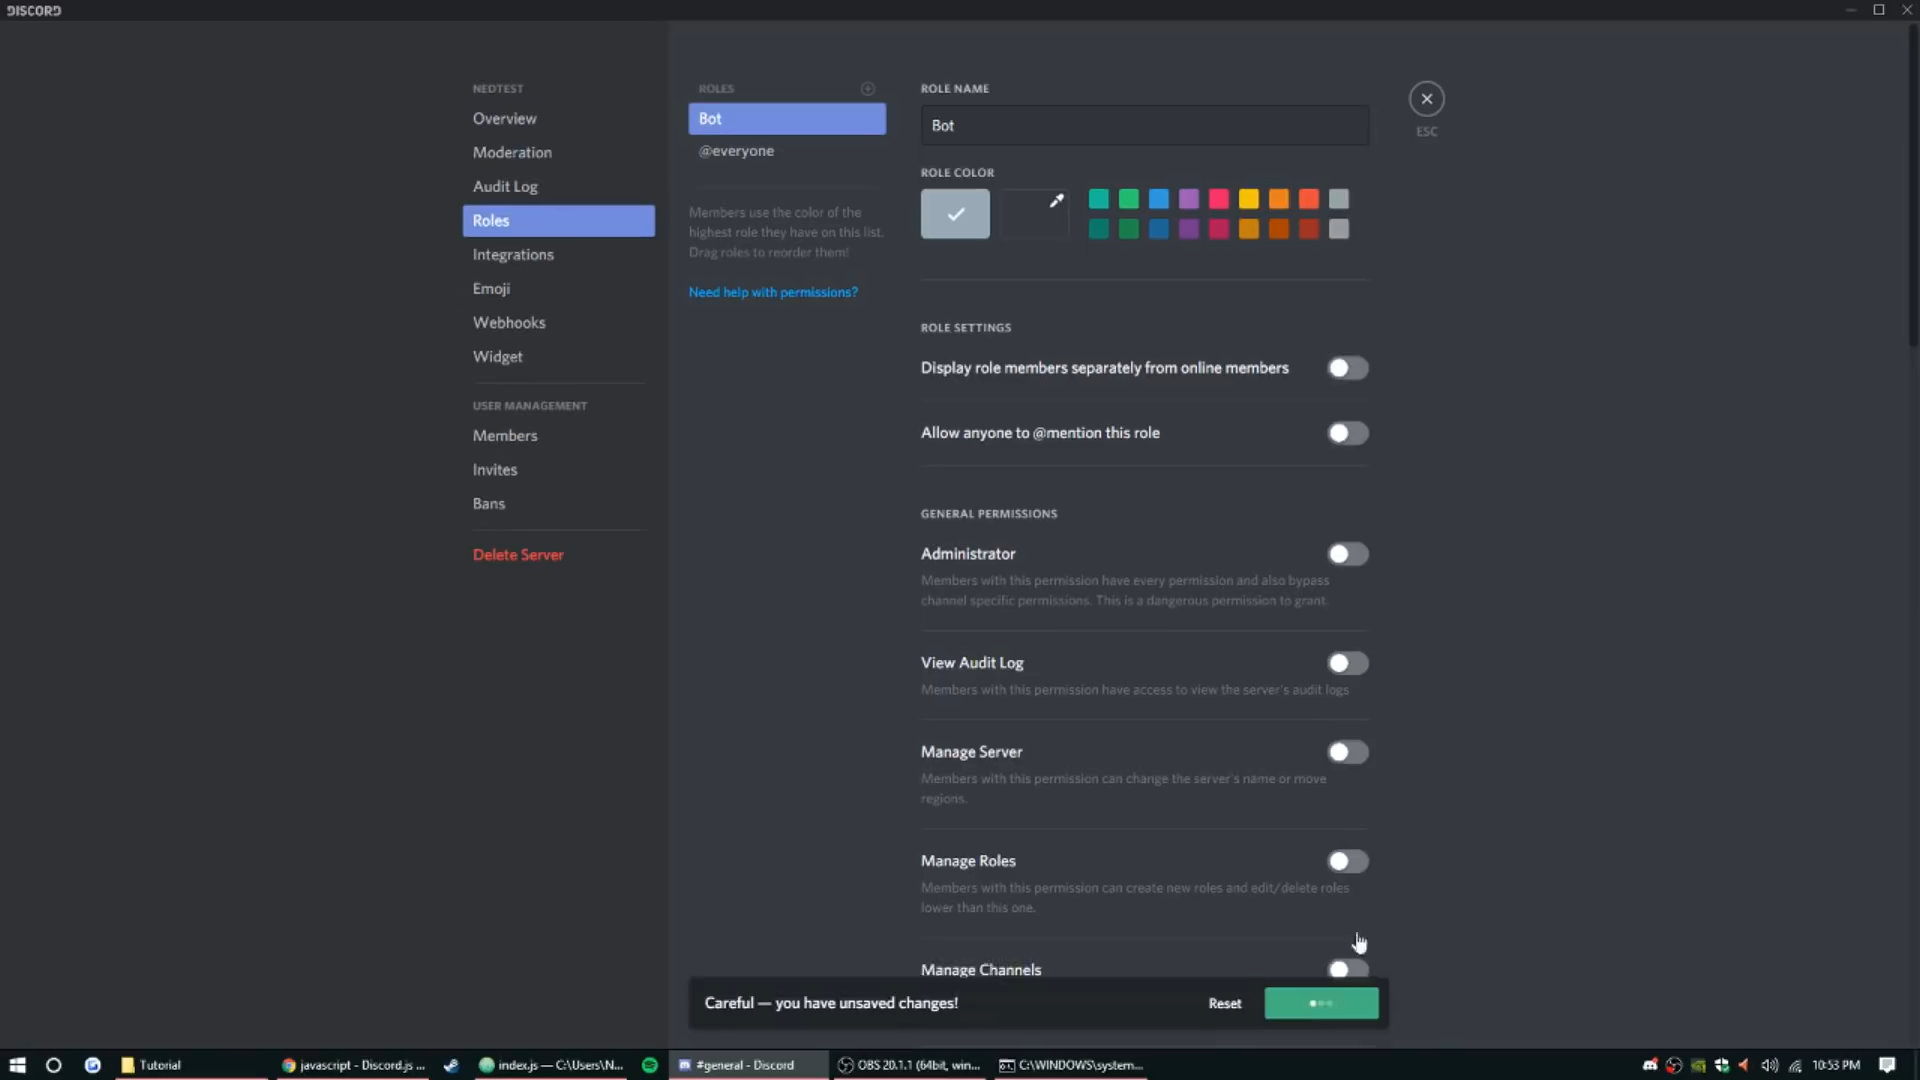 DISCORD
NEDTEST
Overview
Moderation
Audit Log
Roles
Integrations
Emoji
Webhooks
Widget
USER MANAGEMENT
Members
Invites
Bans
Delete Server
ROLES
Bot
@everyone
Members use the color of the
highest role they have on this list.
Drag roles to reorder them!
Need help with permissions?
ROLE NAME
Bot
ESC
ROLE COLOR
ROLE SETTINGS
Display role members separately from online members
Allow anyone to @mention this role
GENERAL PERMISSIONS
Administrator
Members with this permission have every permission and also bypass
channel specific permissions. This is a dangerous permission to grant.
View Audit Log
Members with this permission have access to view the server's audit logs
Manage Server
Members with this permission can change the server's name or move
regions.
Manage Roles
Members with this permission can create new roles and edit/delete roles
lower than this one.
Manage Channels
Careful — you have unsaved changes!
Reset
Tutorial
javascript - Discord.js ...
index.js — C:\Users\N...
#general - Discord
OBS 20.1.1 (64bit, win...
C:\WINDOWS\system...
10:53 PM